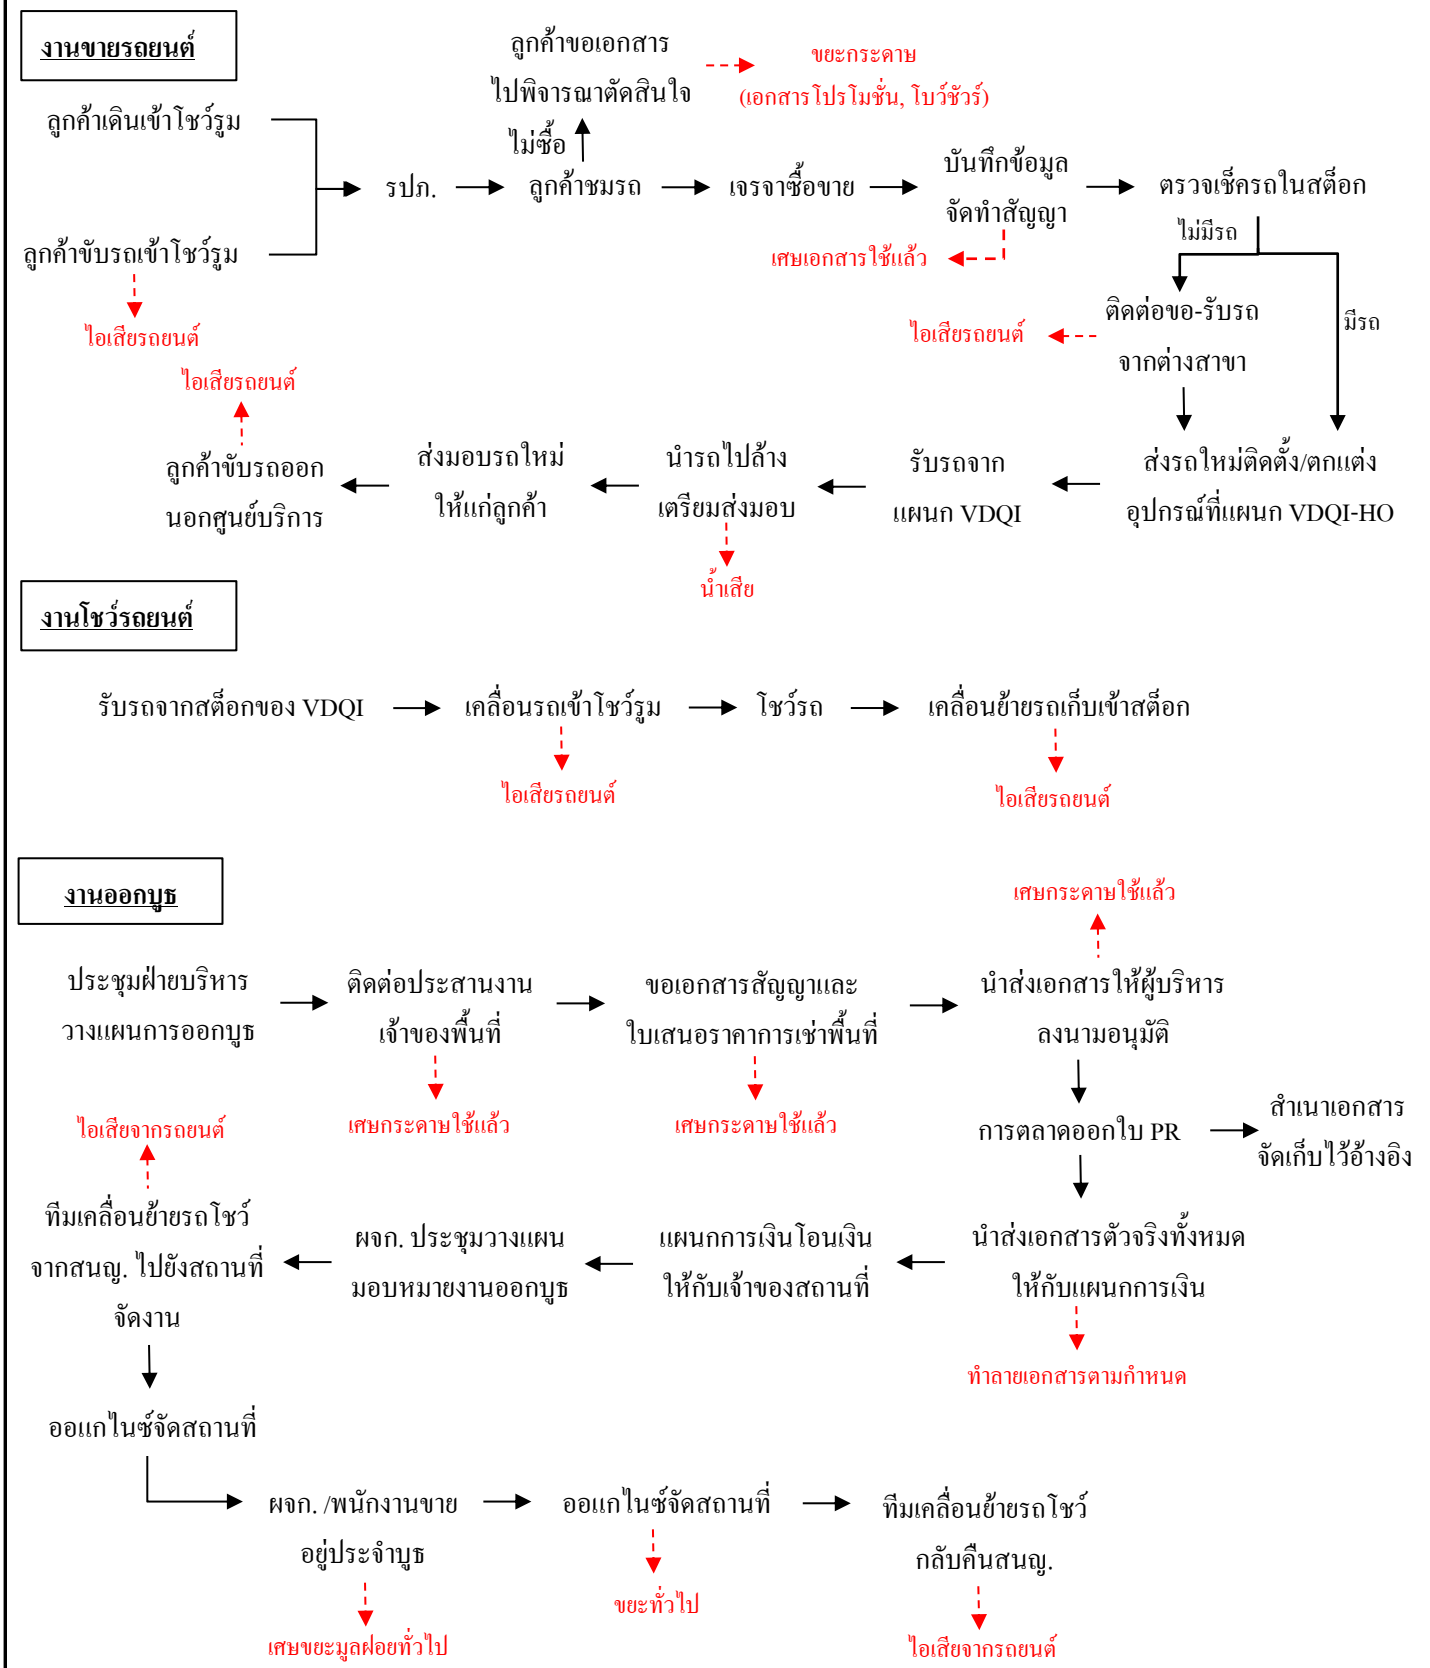 งานขายรถยนต์
ลูกค้าขอเอกสาร
ไปพิจารณาตัดสินใจ
ขยะกระดาษ
(เอกสารโปรโมชั่น, โบว์ชัวร์)
ลูกค้าเดินเข้าโชว์รูม
ไม่ซื้อ
รปภ.
ลูกค้าชมรถ
เจรจาซื้อขาย
บันทึกข้อมูล
จัดทำสัญญา
ตรวจเช็ครถในสต็อก
ลูกค้าขับรถเข้าโชว์รูม
เศษเอกสารใช้แล้ว
ไม่มีรถ
มีรถ
ไอเสียรถยนต์
ไอเสียรถยนต์
ติดต่อขอ-รับรถ
จากต่างสาขา
ไอเสียรถยนต์
ลูกค้าขับรถออก
นอกศูนย์บริการ
ส่งมอบรถใหม่
ให้แก่ลูกค้า
นำรถไปล้าง
เตรียมส่งมอบ
รับรถจาก
แผนก VDQI
ส่งรถใหม่ติดตั้ง/ตกแต่ง
อุปกรณ์ที่แผนก VDQI-HO
น้ำเสีย
งานโชว์รถยนต์
รับรถจากสต็อกของ VDQI
เคลื่อนรถเข้าโชว์รูม
โชว์รถ
เคลื่อนย้ายรถเก็บเข้าสต็อก
ไอเสียรถยนต์
ไอเสียรถยนต์
งานออกบูธ
เศษกระดาษใช้แล้ว
ประชุมฝ่ายบริหาร
วางแผนการออกบูธ
ติดต่อประสานงาน
เจ้าของพื้นที่
ขอเอกสารสัญญาและ
ใบเสนอราคาการเช่าพื้นที่
นำส่งเอกสารให้ผู้บริหาร
ลงนามอนุมัติ
เศษกระดาษใช้แล้ว
เศษกระดาษใช้แล้ว
การตลาดออกใบ PR
สำเนาเอกสาร
จัดเก็บไว้อ้างอิง
ไอเสียจากรถยนต์
ทีมเคลื่อนย้ายรถโชว์
จากสนญ. ไปยังสถานที่
จัดงาน
ผจก. ประชุมวางแผน
มอบหมายงานออกบูธ
แผนกการเงินโอนเงิน
ให้กับเจ้าของสถานที่
นำส่งเอกสารตัวจริงทั้งหมด
ให้กับแผนกการเงิน
ทำลายเอกสารตามกำหนด
ออแกไนซ์จัดสถานที่
ผจก. /พนักงานขาย
อยู่ประจำบูธ
ออแกไนซ์จัดสถานที่
ทีมเคลื่อนย้ายรถโชว์
กลับคืนสนญ.
เศษขยะมูลฝอยทั่วไป
ขยะทั่วไป
ไอเสียจากรถยนต์